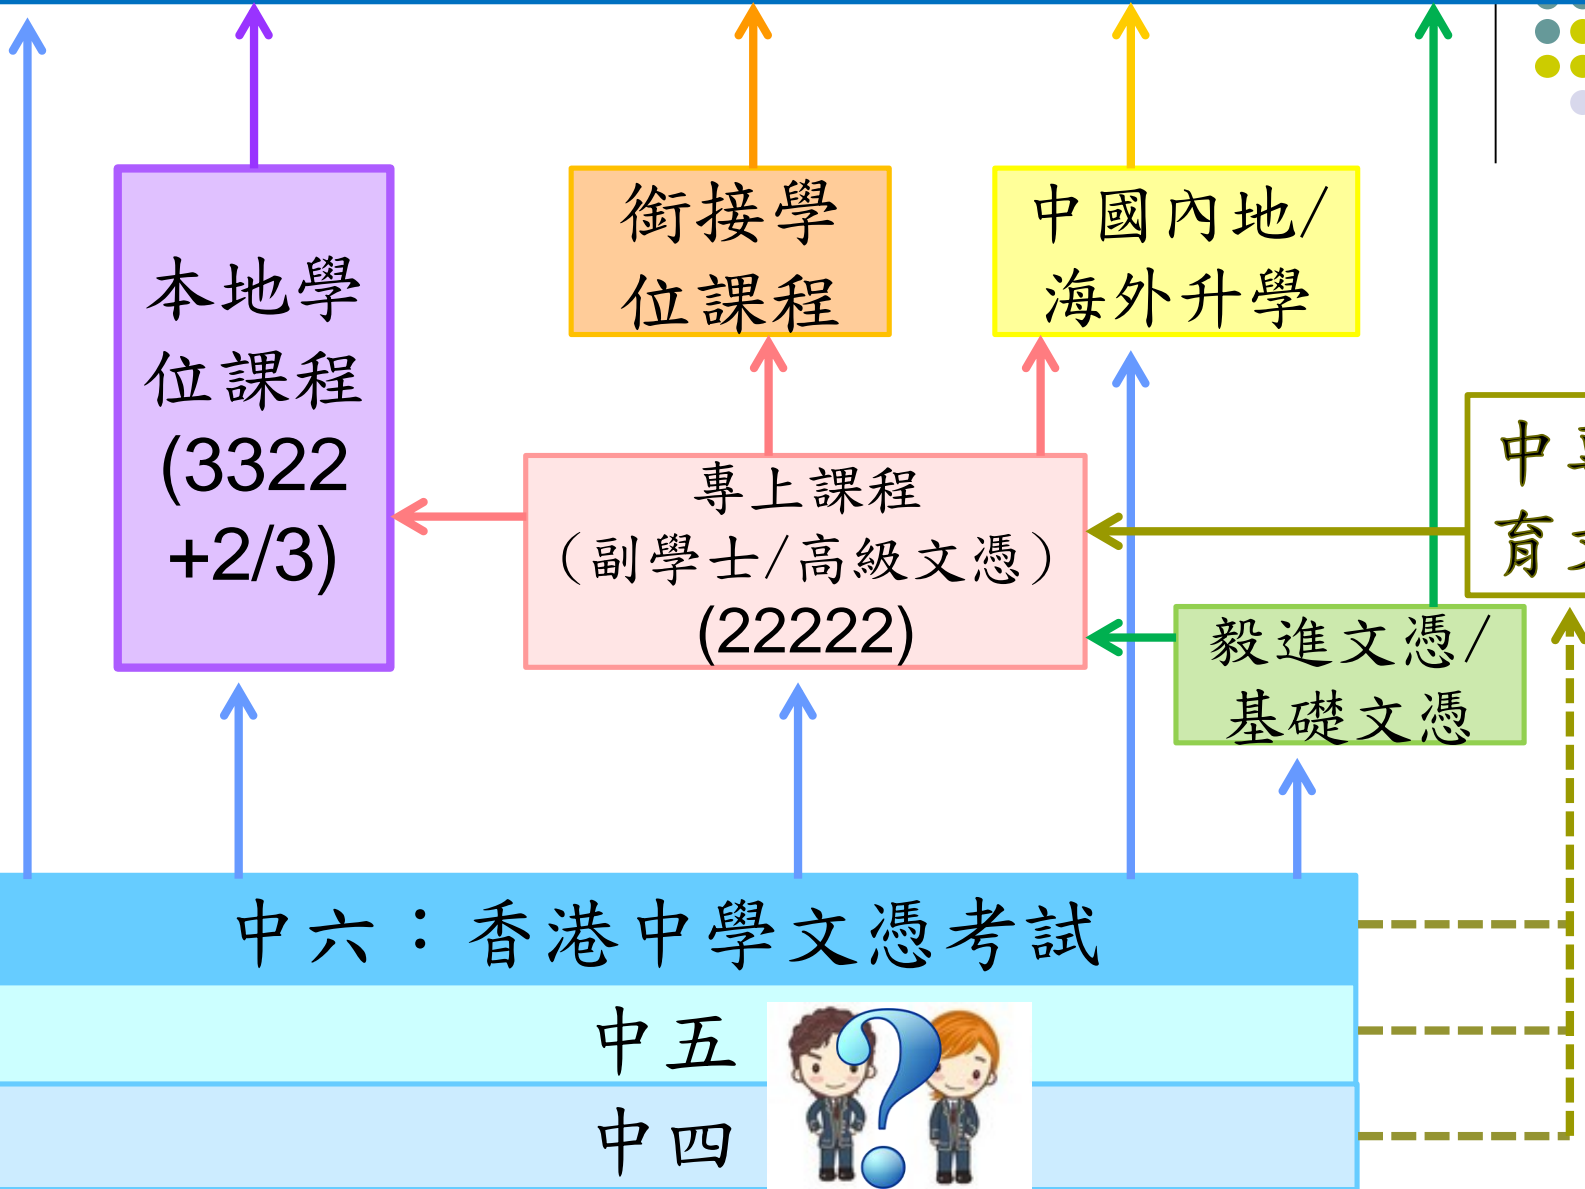 本地學
位課程
(3322
+2/3)
銜接學
位課程
中國內地/
海外升學
專上課程
（副學士/高級文憑）
(22222)
中
育
毅進文憑/
基礎文憑
中六：香港中學文憑考試
中五
中四